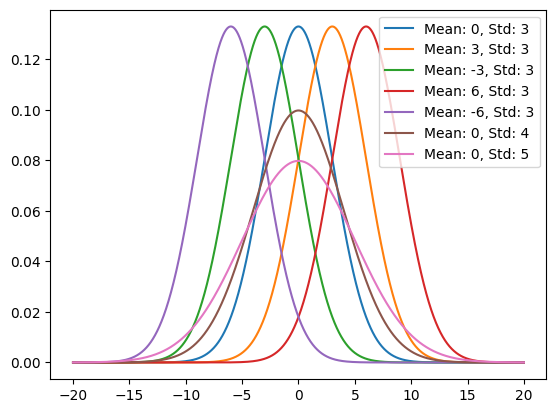 Mean: 0, Std: 3
Mean: 3, Std: 3
Mean: -3, Std: 3
Mean: 6, Std: 3
Mean: -6, Std: 3
Mean: 0, Std: 4
Mean: 0, Std: 5
0.12
0.10
0.08
0.06
0.04
0.02
0.00
−20 −15 −10 −5 0 5 10 15 20